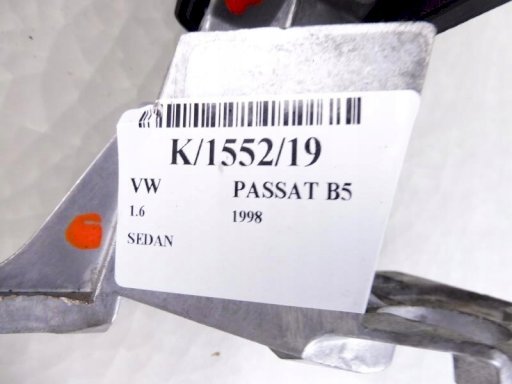 K/1552/19
VW PASSAT B5
1.6 1998
SEDAN